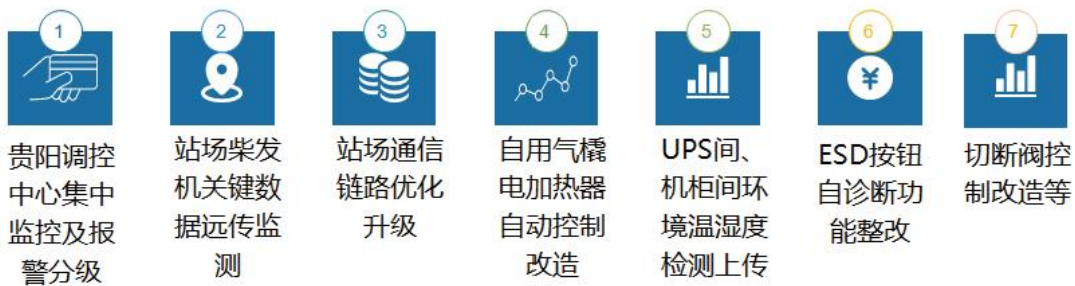 1
贵阳调控
中心集中
监控及报
警分级
2
站场柴发
机关键数
据远传监
测
3
站场通信
链路优化
升级
4
自用气橇
电加热器
自动控制
改造
5
UPS间、
机柜间环
境温湿度
检测上传
6
¥
ESD按钮
自诊断功
能整改
7
切断阀控
制改造等